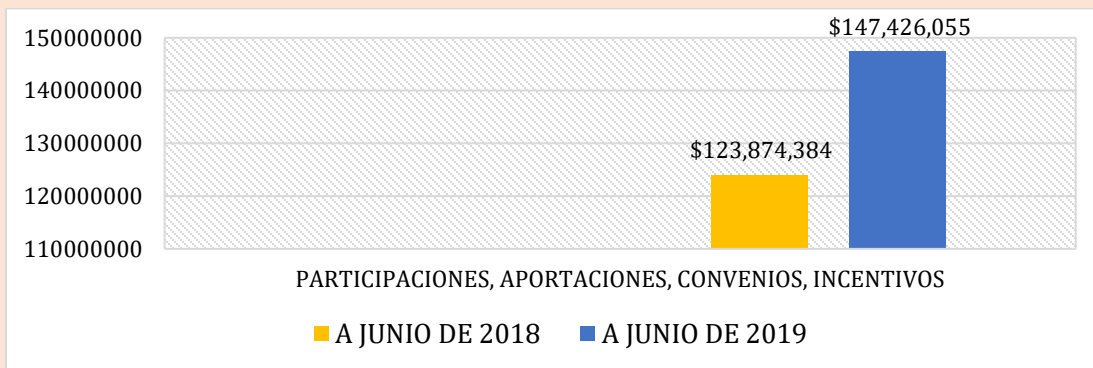 $147,426,055
150000000
140000000
130000000
$123,874,384
120000000
110000000
PARTICIPACIONES, APORTACIONES, CONVENIOS, INCENTIVOS
A JUNIO DE 2018
A JUNIO DE 2019